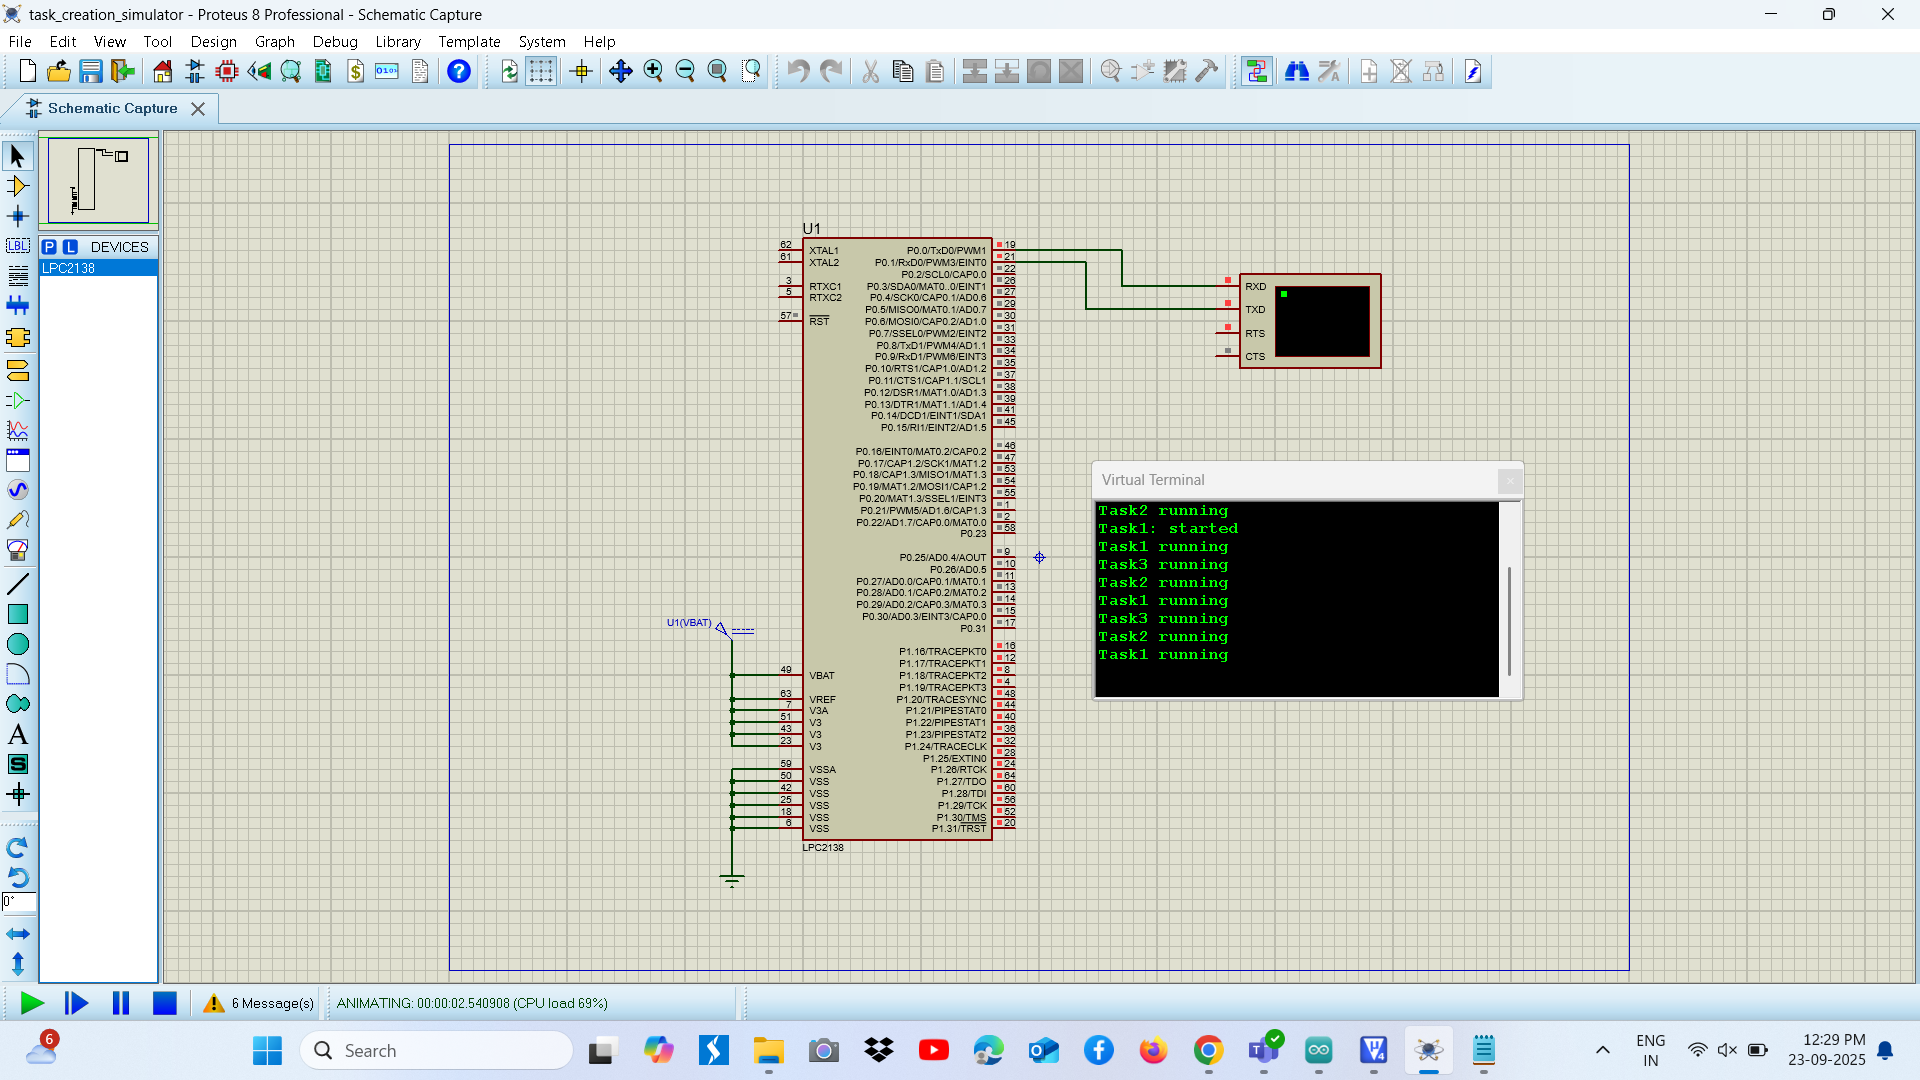 task_creation_simulator - Proteus 8 Professional - Schematic Capture
File Edit View Tool Design Graph Debug Library Template System Help
Schematic Capture
P L DEVICES
LPC2138
LBL
A
S
0°
U1
62 XTAL1
61 XTAL2
3 RTXC1
5 RTXC2
57 RST
P0.0/TxD0/PWM1 19
P0.1/RxD0/PWM3/EINT0 21
P0.2/SCL0/CAP0.0 22
P0.3/SDA0/MAT0..0/EINT1 26
P0.4/SCK0/CAP0.1/AD0.6 27
P0.5/MISO0/MAT0.1/AD0.7 29
P0.6/MOSI0/CAP0.2/AD1.0 30
P0.7/SSEL0/PWM2/EINT2 31
P0.8/TxD1/PWM4/AD1.1 33
P0.9/RxD1/PWM6/EINT3 34
P0.10/RTS1/CAP1.0/AD1.2 35
P0.11/CTS1/CAP1.1/SCL1 37
P0.12/DSR1/MAT1.0/AD1.3 38
P0.13/DTR1/MAT1.1/AD1.4 39
P0.14/DCD1/EINT1/SDA1 41
P0.15/RI1/EINT2/AD1.5 45
P0.16/EINT0/MAT0.2/CAP0.2 46
P0.17/CAP1.2/SCK1/MAT1.2 47
P0.18/CAP1.3/MISO1/MAT1.3 53
P0.19/MAT1.2/MOSI1/CAP1.2 54
P0.20/MAT1.3/SSEL1/EINT3 55
P0.21/PWM5/AD1.6/CAP1.3 1
P0.22/AD1.7/CAP0.0/MAT0.0 2
P0.23 58
P0.25/AD0.4/AOUT 9
P0.26/AD0.5 10
P0.27/AD0.0/CAP0.1/MAT0.1 11
P0.28/AD0.1/CAP0.2/MAT0.2 13
P0.29/AD0.2/CAP0.3/MAT0.3 14
P0.30/AD0.3/EINT3/CAP0.0 15
P0.31 17
P1.16/TRACEPKT0 16
P1.17/TRACEPKT1 12
P1.18/TRACEPKT2 8
P1.19/TRACEPKT3 4
P1.20/TRACESYNC 48
P1.21/PIPESTAT0 44
P1.22/PIPESTAT1 40
P1.23/PIPESTAT2 36
P1.24/TRACECLK 32
P1.25/EXTIN0 28
P1.26/RTCK 24
P1.27/TDO 64
P1.28/TDI 60
P1.29/TCK 56
P1.30/TMS 52
P1.31/TRST 20
U1(VBAT)
49 VBAT
63 VREF
7 V3A
51 V3
43 V3
23 V3
59 VSSA
50 VSS
42 VSS
25 VSS
18 VSS
6 VSS
LPC2138
RXD
TXD
RTS
CTS
Virtual Terminal
Task2 running
Task1: started
Task1 running
Task3 running
Task2 running
Task1 running
Task3 running
Task2 running
Task1 running
6 Message(s)
ANIMATING: 00:00:02.540908 (CPU load 69%)
6
Search
ENG
IN
12:29 PM
23-09-2025